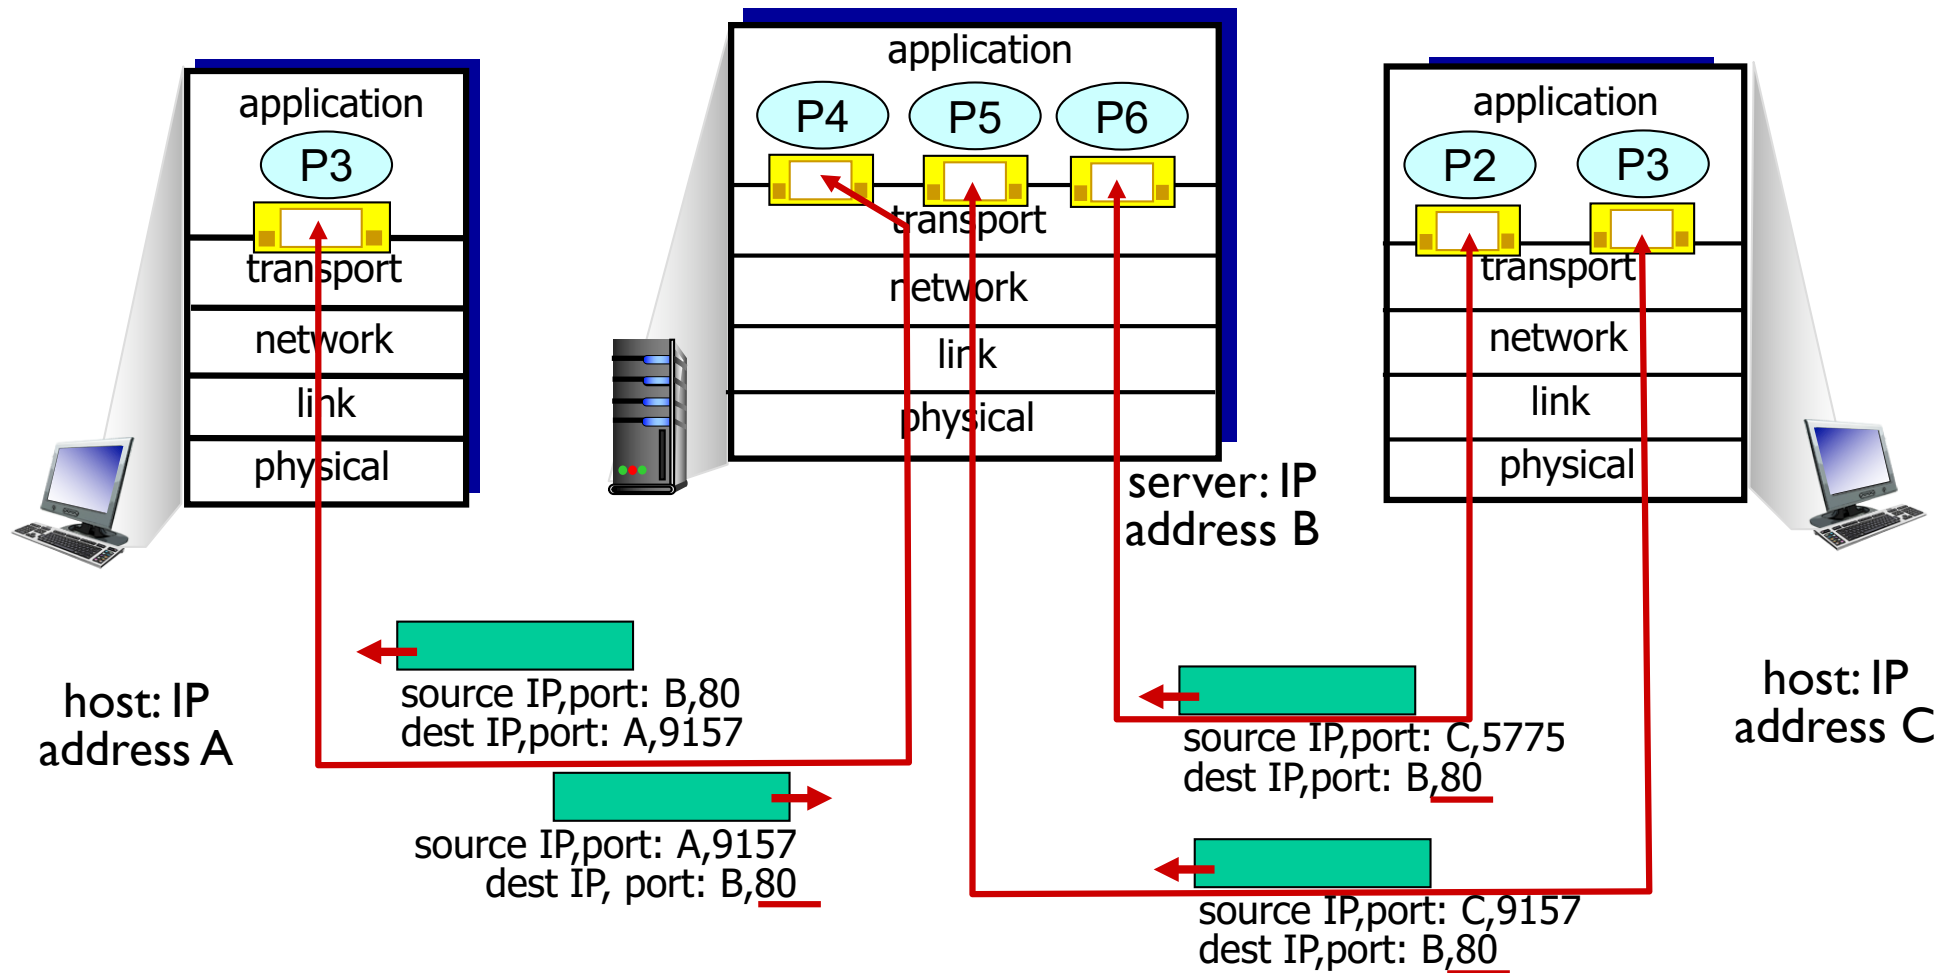 application
P3
transport
network
link
physical
host: IP
address A
application
P4 P5 P6
transport
network
link
physical
server: IP
address B
application
P2 P3
transport
network
link
physical
host: IP
address C
source IP,port: B,80
dest IP,port: A,9157
source IP,port: A,9157
dest IP, port: B,80
source IP,port: C,5775
dest IP,port: B,80
source IP,port: C,9157
dest IP,port: B,80